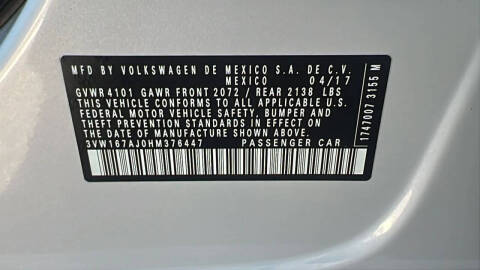 MFD BY VOLKSWAGEN DE MEXICO S.A. DE C.V.
MEXICO 04/17
GVWR 4101 GAWR FRONT 2072 / REAR 2138 LBS
THIS VEHICLE CONFORMS TO ALL APPLICABLE U.S.
FEDERAL MOTOR VEHICLE SAFETY, BUMPER AND
THEFT PREVENTION STANDARDS IN EFFECT ON THE
DATE OF MANUFACTURE SHOWN ABOVE.
3VW167AJ0HM376447 PASSENGER CAR
1747007 3155 M